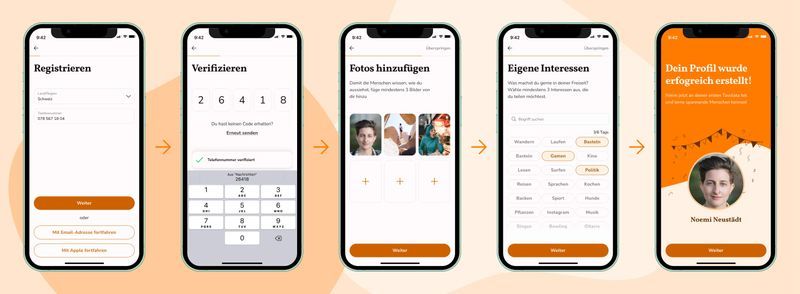 9:42
Registrieren
Land/Region
Schweiz
Telefonnummer
078 567 18 04
Weiter
oder
Mit Email-Adresse fortfahren
Mit Apple fortfahren
9:42
Verifizieren
2 6 4 1 8
Du hast keinen Code erhalten?
Erneut senden
Telefonnummer verifiziert
Aus "Nachrichten"
26418
1 2 3
ABC DEF
4 5 6
GHI JKL MNO
7 8 9
PQRS TUV WXYZ
0
9:42
Überspringen
Fotos hinzufügen
Damit die Menschen wissen, wie du
aussiehst, füge mindestens 3 Bilder von
dir hinzu
+ + +
Weiter
9:42
Überspringen
Eigene Interessen
Was machst du gerne in deiner Freizeit?
Wähle mindestens 3 Interessen aus, die
du teilen möchtest.
Begriff suchen
3/6 Tags
Wandern Laufen Basteln
Basteln Gamen Kino
Lesen Surfen Politik
Reisen Sprachen Kochen
Backen Sport Hunde
Pflanzen Instagram Musik
Singen Bowling Gitarre
Weiter
9:42
Dein Profil wurde
erfogreich erstellt!
Noemi Neustädt
Weiter